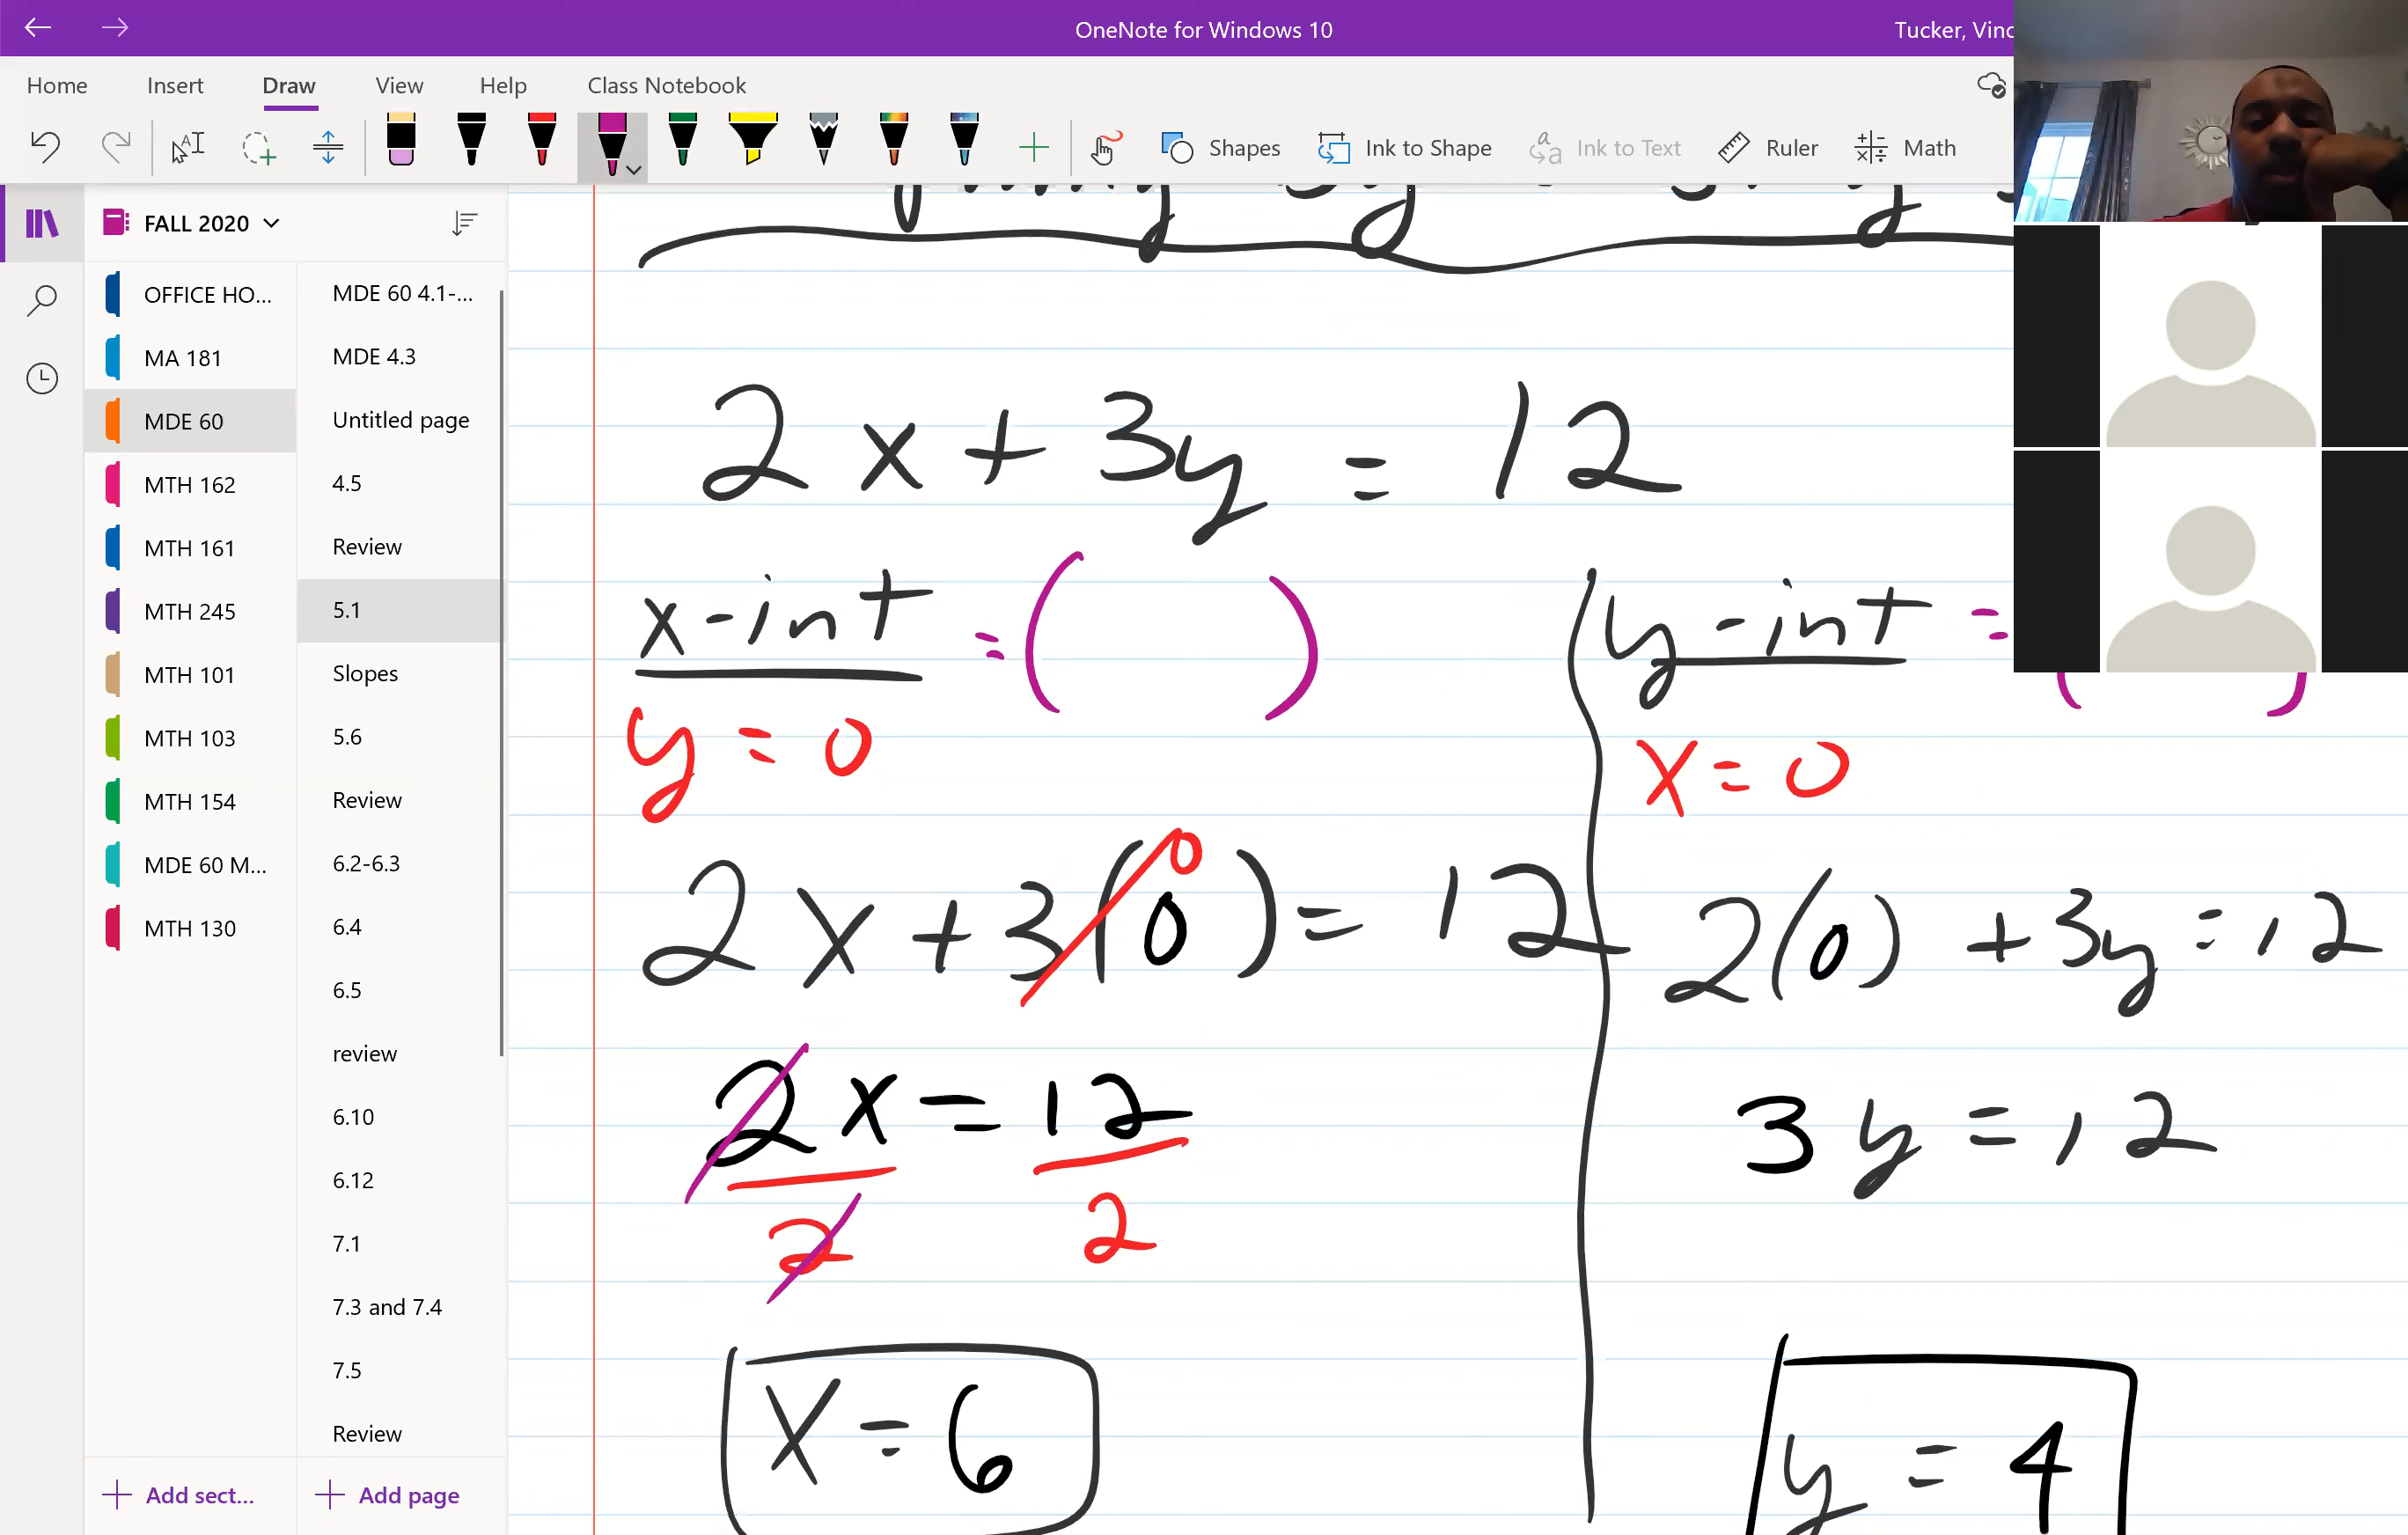 OneNote for Windows 10
Tucker, Vinc
Home Insert Draw View Help Class Notebook
Shapes Ink to Shape Ink to Text Ruler Math
FALL 2020
OFFICE HO...
MA 181
MDE 60
MTH 162
MTH 161
MTH 245
MTH 101
MTH 103
MTH 154
MDE 60 M...
MTH 130
Add sect...
MDE 60 4.1-...
MDE 4.3
Untitled page
4.5
Review
5.1
Slopes
5.6
Review
6.2-6.3
6.4
6.5
review
6.10
6.12
7.1
7.3 and 7.4
7.5
Review
Add page
2x + 3y = 12
x-int = ( )
y = 0
2x + 3(0) = 12
0
2x = 12
2 2
x = 6
y-int = ( )
x = 0
2(0) + 3y = 12
3y = 12
y = 4